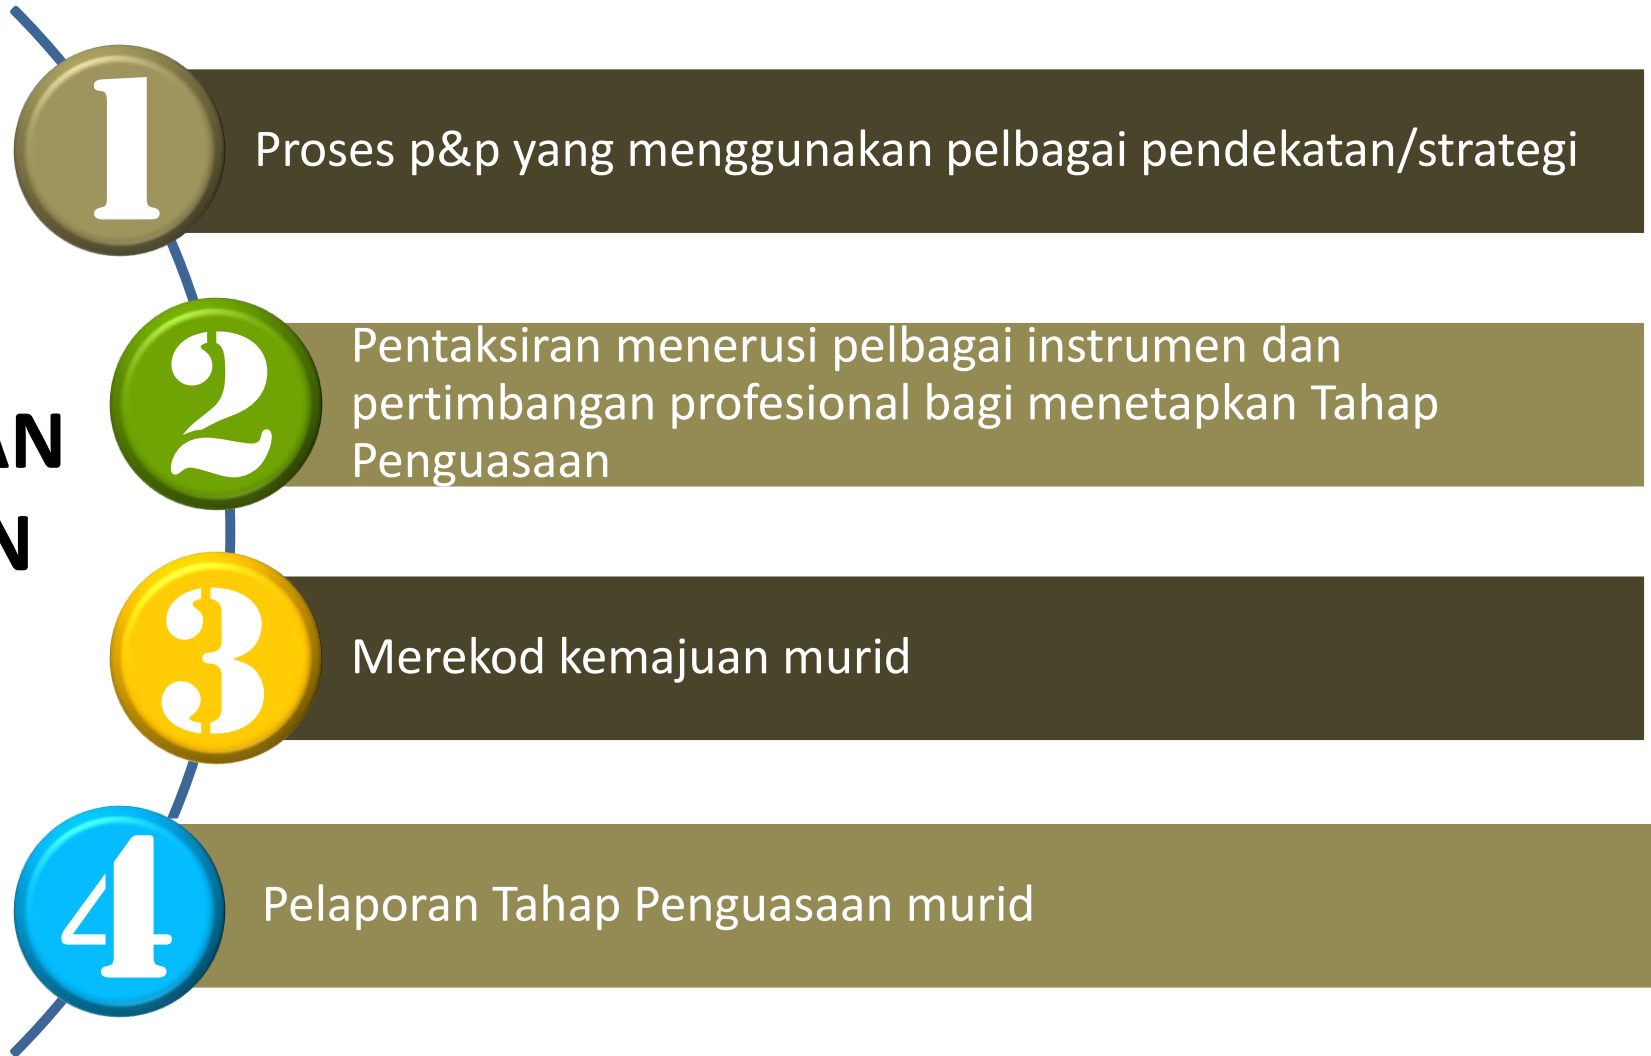 1
Proses p&p yang menggunakan pelbagai pendekatan/strategi
2
Pentaksiran menerusi pelbagai instrumen dan
pertimbangan profesional bagi menetapkan Tahap
Penguasaan
3
Merekod kemajuan murid
4
Pelaporan Tahap Penguasaan murid